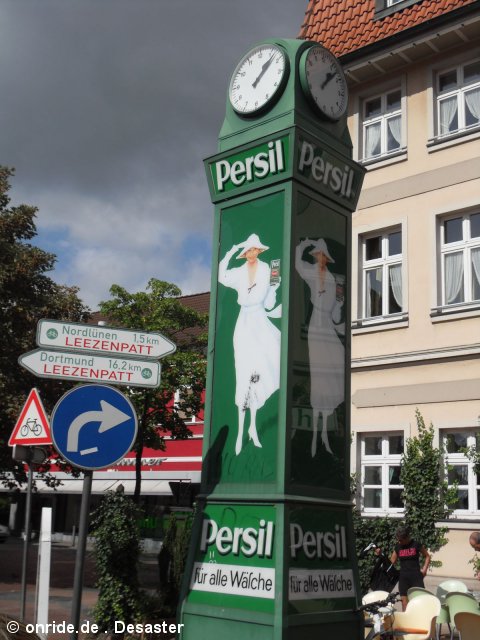 Persil
Persil
Nordlünen 1,5 km
LEEZENPATT
Dortmund 16,2 km
LEEZENPATT
Persil
für alle Wäſche
Persil
für alle Wäſche
© onride.de . Desaster